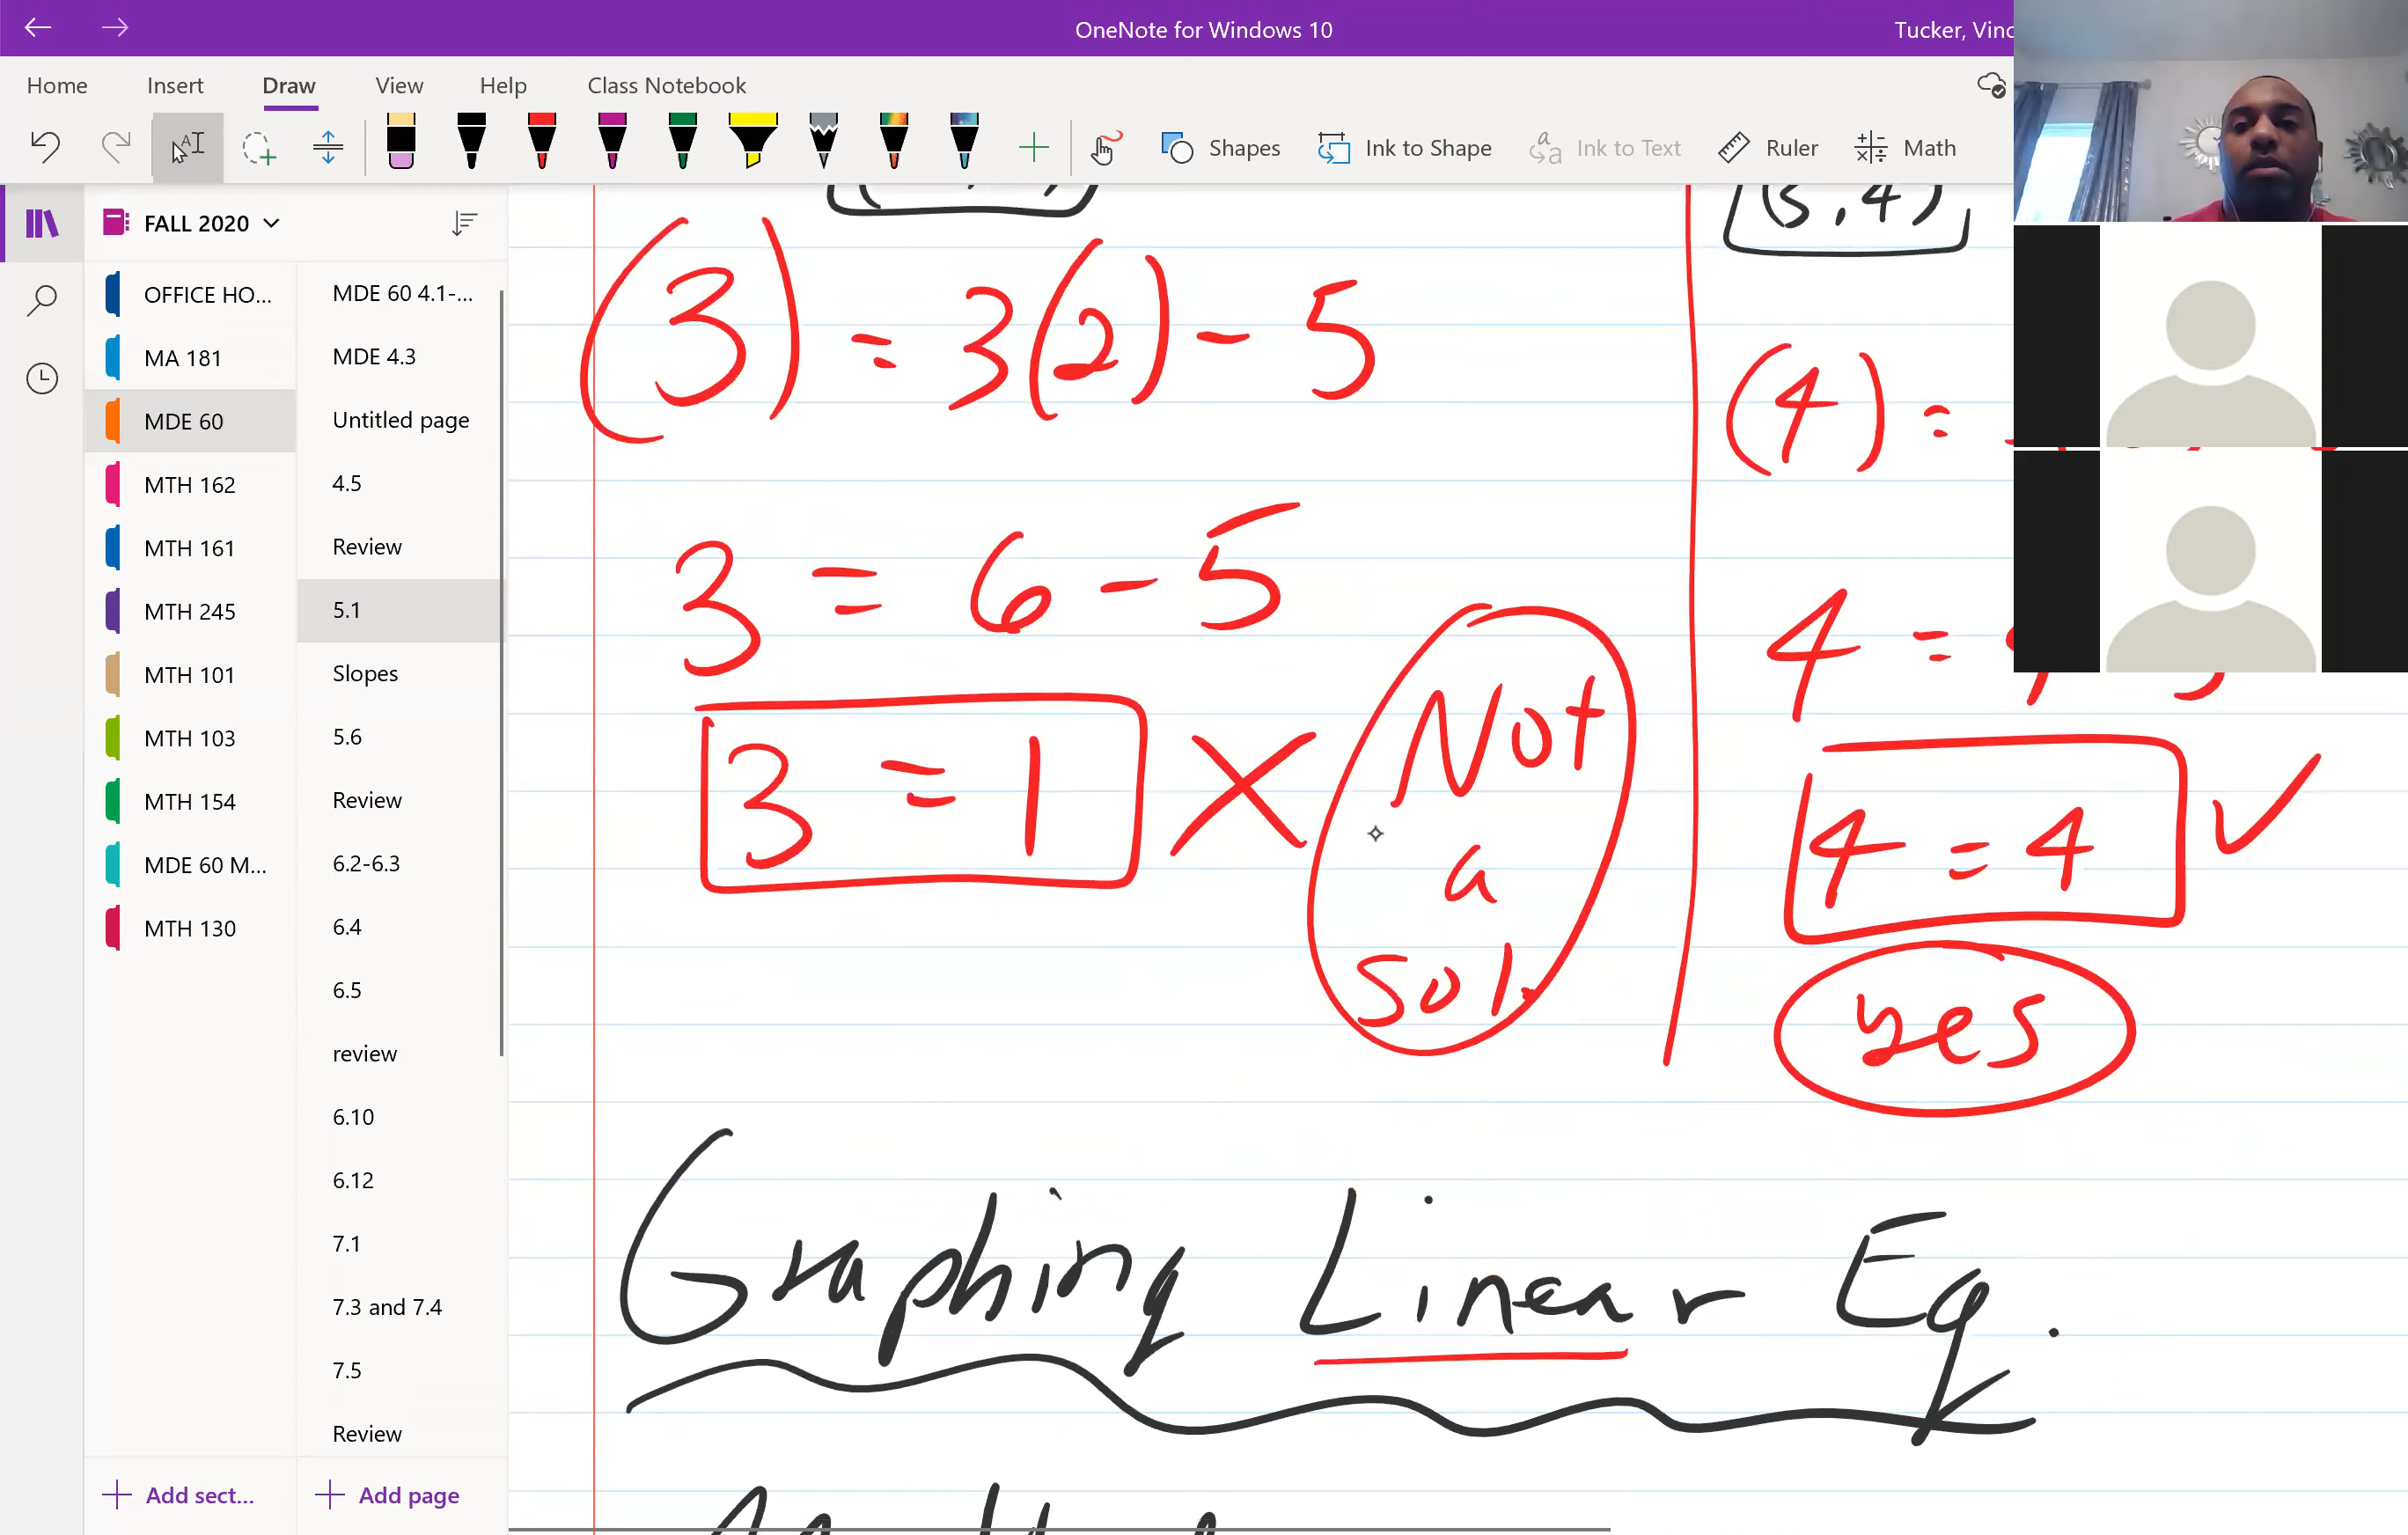 OneNote for Windows 10
Tucker, Vinc
Home Insert Draw View Help Class Notebook
Shapes Ink to Shape Ink to Text Ruler Math
FALL 2020
OFFICE HO...
MA 181
MDE 60
MTH 162
MTH 161
MTH 245
MTH 101
MTH 103
MTH 154
MDE 60 M...
MTH 130
Add sect...
MDE 60 4.1-...
MDE 4.3
Untitled page
4.5
Review
5.1
Slopes
5.6
Review
6.2-6.3
6.4
6.5
review
6.10
6.12
7.1
7.3 and 7.4
7.5
Review
Add page
(3) = 3(2) - 5
3 = 6 - 5
3 = 1 X
Not
a
sol.
(3,4)
(4) =
4 =
4 = 4 ✓
yes
Graphing Linear Eq.